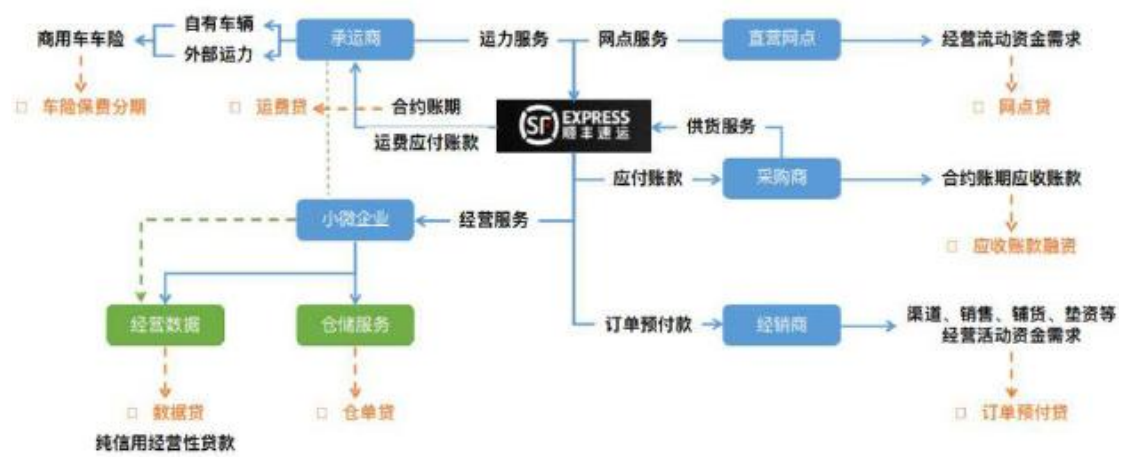 自有车辆
商用车车险
外部运力
承运商
运力服务
网点服务
直营网点
经营流动资金需求
车险保费分期
运费贷
合约账期
运费应付账款
SF EXPRESS
顺丰速运
供货服务
网点贷
应付账款
采购商
合约账期应收账款
小微企业
经营服务
应收账款融资
经营数据
仓储服务
订单预付款
经销商
渠道、销售、铺货、垫资等
经营活动资金需求
数据贷
纯信用经营性贷款
仓单贷
订单预付贷